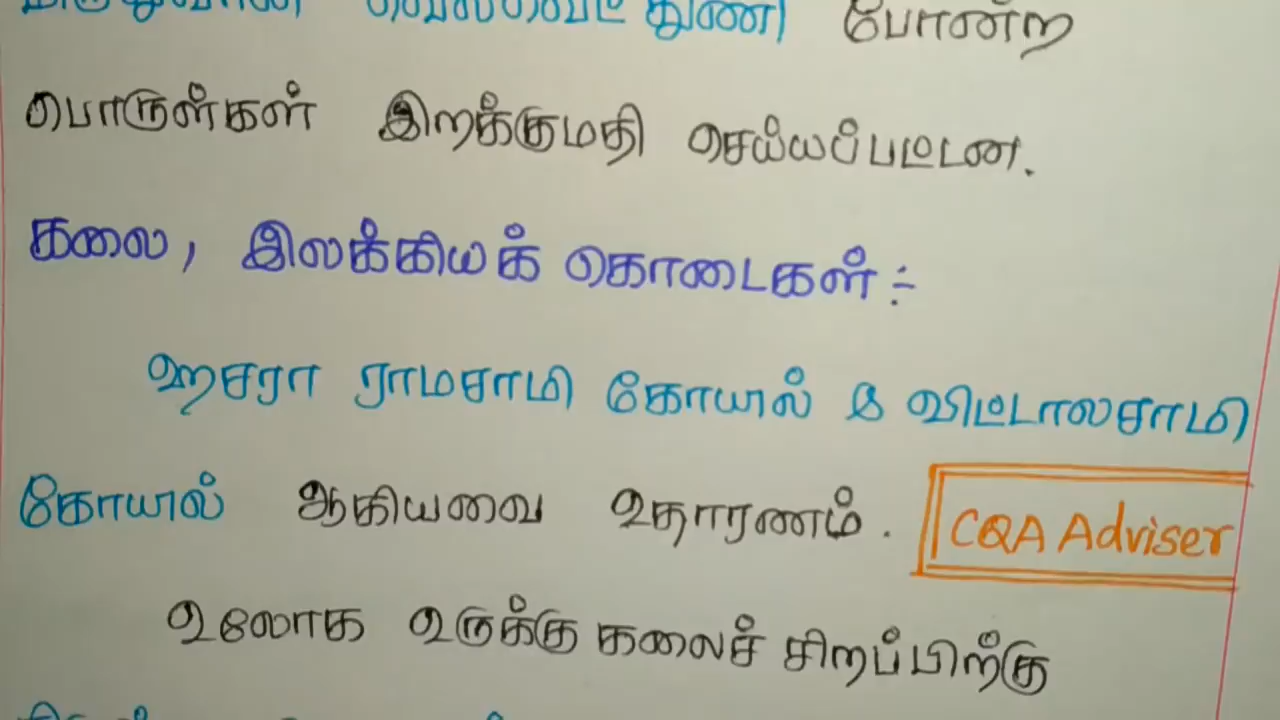 மிருதுவான வெல்வெட் துணி போன்ற
பொருள்கள் இறக்குமதி செய்யப்பட்டன.
கலை, இலக்கியக் கொடைகள் :-
ஹசரா ராமசாமி கோயில் & விட்டாலசாமி
கோயில் ஆகியவை உதாரணம்.
CQA Adviser
உலோக உருக்கு கலைச் சிறப்பிற்கு